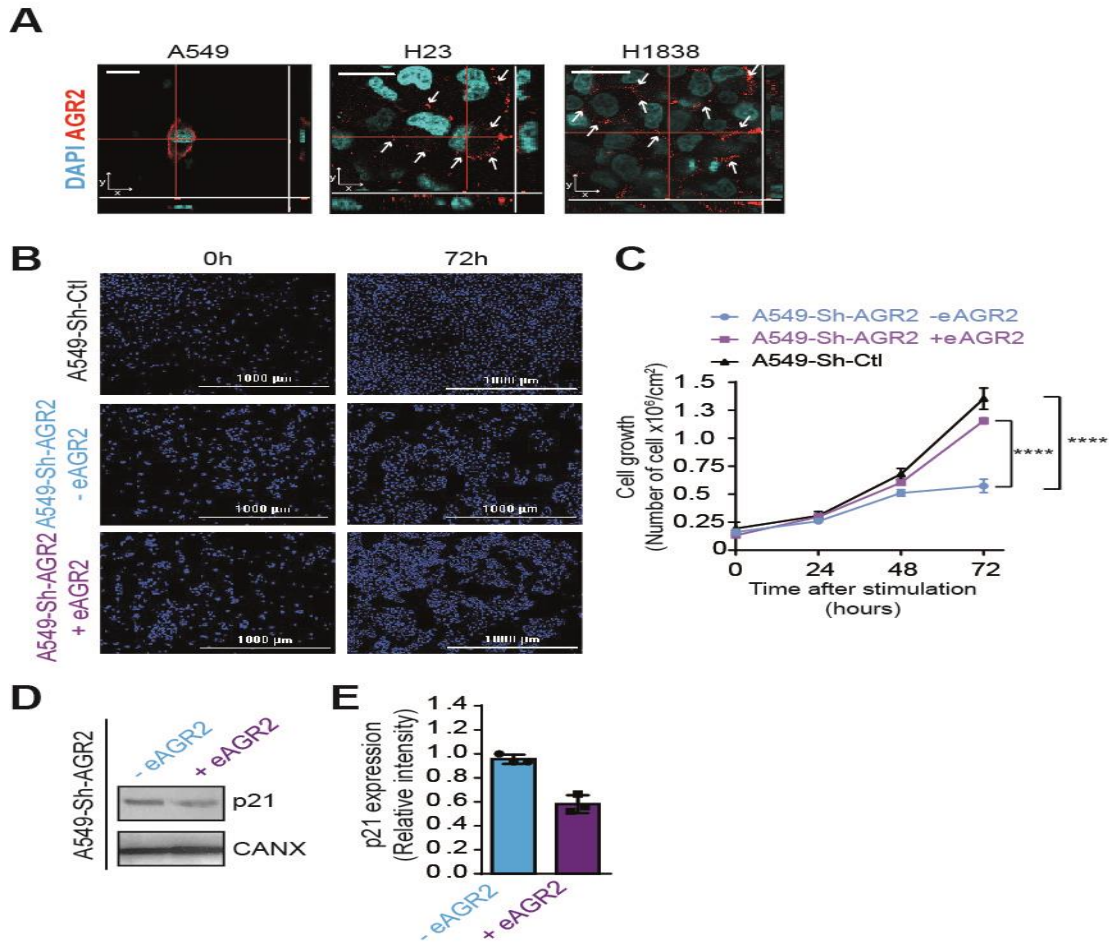 A
A549
H23
H1838
DAPI AGR2
y
x
y
x
y
x
B
0h
72h
A549-Sh-Ctl
1000 µm
1000 µm
A549-Sh-AGR2
- eAGR2
1000 µm
1000 µm
A549-Sh-AGR2
+ eAGR2
1000 µm
1000 µm
C
A549-Sh-AGR2 -eAGR2
A549-Sh-AGR2 +eAGR2
A549-Sh-Ctl
Cell growth
(Number of cell x10⁶/cm²)
1.5
1.3
1.0
0.75
0.5
0.25
0
0 24 48 72
Time after stimulation
(hours)
****
****
D
A549-Sh-AGR2
- eAGR2
+ eAGR2
p21
CANX
E
p21 expression
(Relative intensity)
1.4
1.2
1.0
0.8
0.6
0.4
0.2
0.0
- eAGR2
+ eAGR2